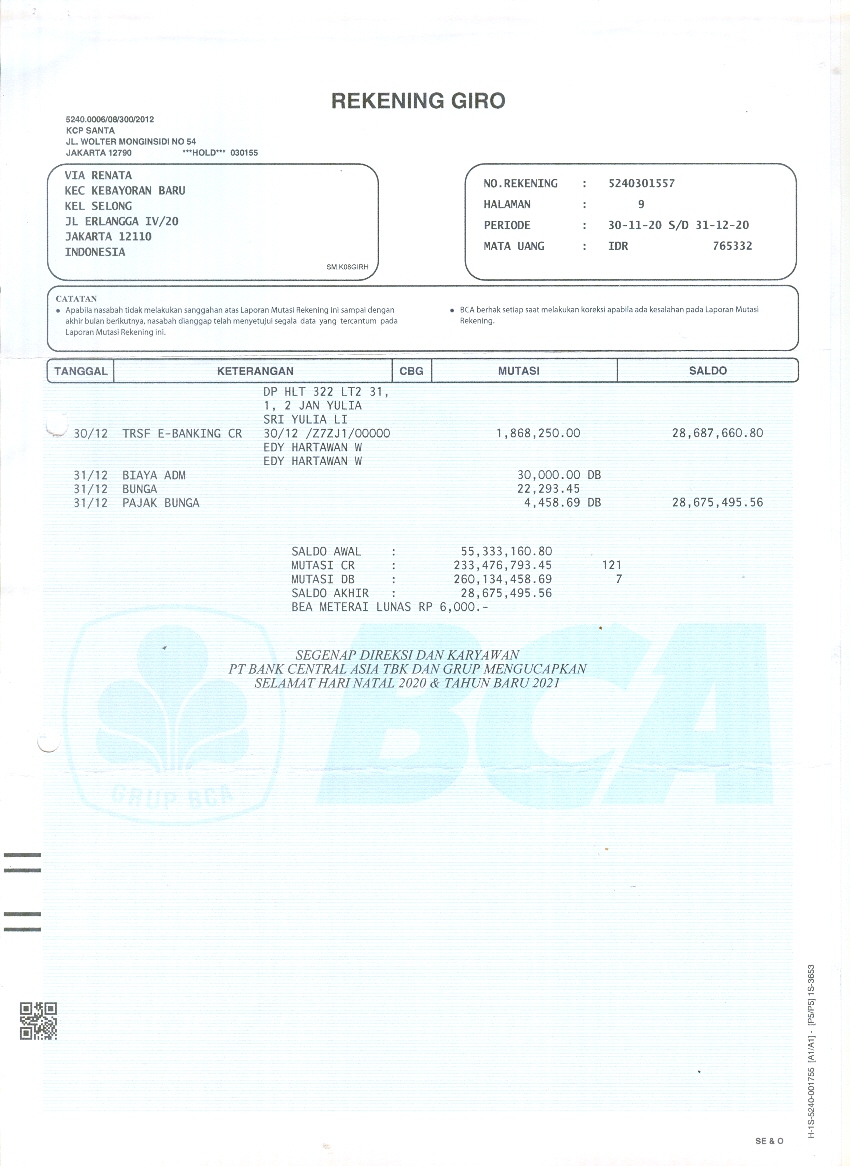 REKENING GIRO
5240.0006/08/300/2012
KCP SANTA
JL. WOLTER MONGINSIDI NO 54
JAKARTA 12790 ***HOLD*** 030155
VIA RENATA
KEC KEBAYORAN BARU
KEL SELONG
JL ERLANGGA IV/20
JAKARTA 12110
INDONESIA
SM.K08GIRH
NO.REKENING : 5240301557
HALAMAN : 9
PERIODE : 30-11-20 S/D 31-12-20
MATA UANG : IDR 765332
CATATAN
• Apabila nasabah tidak melakukan sanggahan atas Laporan Mutasi Rekening ini sampai dengan
akhir bulan berikutnya, nasabah dianggap telah menyetujui segala data yang tercantum pada
Laporan Mutasi Rekening ini.
• BCA berhak setiap saat melakukan koreksi apabila ada kesalahan pada Laporan Mutasi
Rekening.
TANGGAL KETERANGAN CBG MUTASI SALDO
DP HLT 322 LT2 31,
1, 2 JAN YULIA
SRI YULIA LI
30/12 TRSF E-BANKING CR 30/12 /Z7ZJ1/00000 1,868,250.00 28,687,660.80
EDY HARTAWAN W
EDY HARTAWAN W
31/12 BIAYA ADM 30,000.00 DB
31/12 BUNGA 22,293.45
31/12 PAJAK BUNGA 4,458.69 DB 28,675,495.56
SALDO AWAL : 55,333,160.80
MUTASI CR : 233,476,793.45 121
MUTASI DB : 260,134,458.69 7
SALDO AKHIR : 28,675,495.56
BEA METERAI LUNAS RP 6,000.-
SEGENAP DIREKSI DAN KARYAWAN
PT BANK CENTRAL ASIA TBK DAN GRUP MENGUCAPKAN
SELAMAT HARI NATAL 2020 & TAHUN BARU 2021
BCA
GRUP BCA
H-1S-5240-001755 [A1/A1] - [P5/P5] 1S-3653
SE & O